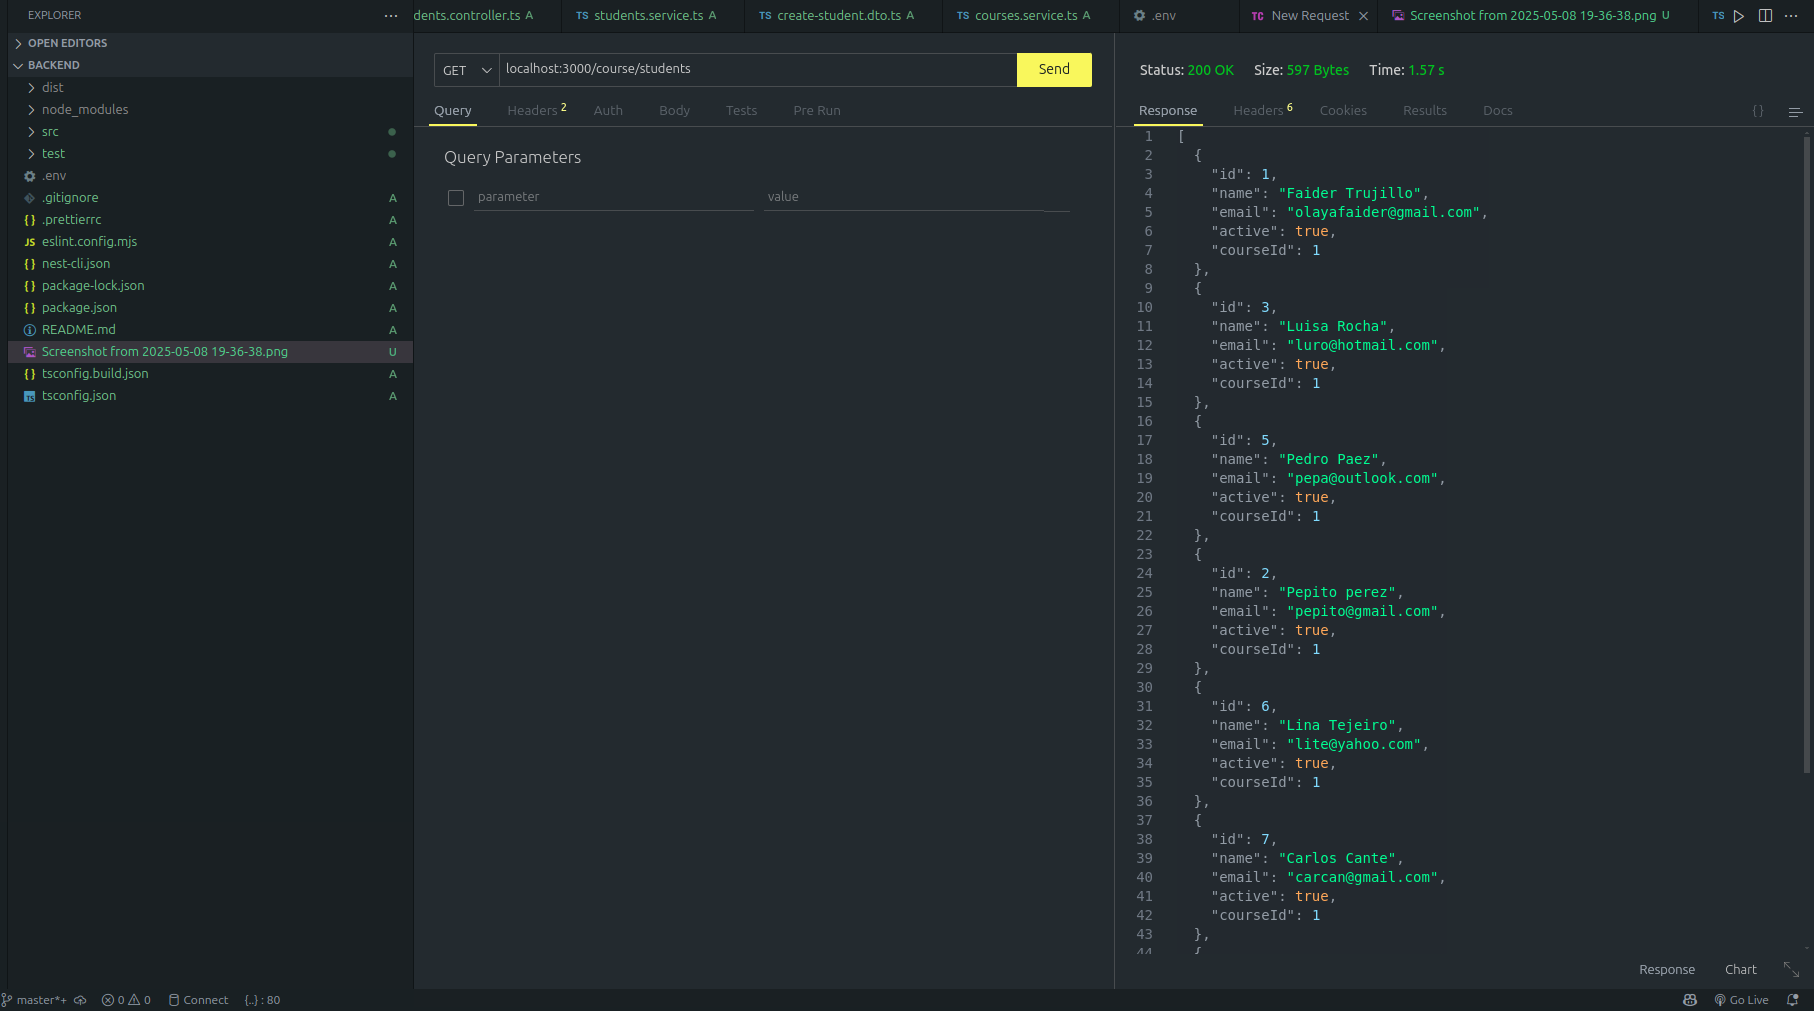 EXPLORER
dents.controller.ts A
TS students.service.ts A
TS create-student.dto.ts A
TS courses.service.ts A
.env
TC New Request
Screenshot from 2025-05-08 19-36-38.png U
TS
OPEN EDITORS
BACKEND
dist
node_modules
src
test
.env
.gitignore A
{} .prettierrc A
JS eslint.config.mjs A
{} nest-cli.json A
{} package-lock.json A
{} package.json A
README.md A
Screenshot from 2025-05-08 19-36-38.png U
{} tsconfig.build.json A
TS tsconfig.json A
GET
localhost:3000/course/students
Send
Query
Headers 2
Auth
Body
Tests
Pre Run
Query Parameters
parameter
value
Status: 200 OK Size: 597 Bytes Time: 1.57 s
Response
Headers 6
Cookies
Results
Docs
{}
1 [
2 {
3 "id": 1,
4 "name": "Faider Trujillo",
5 "email": "olayafaider@gmail.com",
6 "active": true,
7 "courseId": 1
8 },
9 {
10 "id": 3,
11 "name": "Luisa Rocha",
12 "email": "luro@hotmail.com",
13 "active": true,
14 "courseId": 1
15 },
16 {
17 "id": 5,
18 "name": "Pedro Paez",
19 "email": "pepa@outlook.com",
20 "active": true,
21 "courseId": 1
22 },
23 {
24 "id": 2,
25 "name": "Pepito perez",
26 "email": "pepito@gmail.com",
27 "active": true,
28 "courseId": 1
29 },
30 {
31 "id": 6,
32 "name": "Lina Tejeiro",
33 "email": "lite@yahoo.com",
34 "active": true,
35 "courseId": 1
36 },
37 {
38 "id": 7,
39 "name": "Carlos Cante",
40 "email": "carcan@gmail.com",
41 "active": true,
42 "courseId": 1
43 },
44 {
Response
Chart
master*+
0
0
Connect
{..} : 80
Go Live